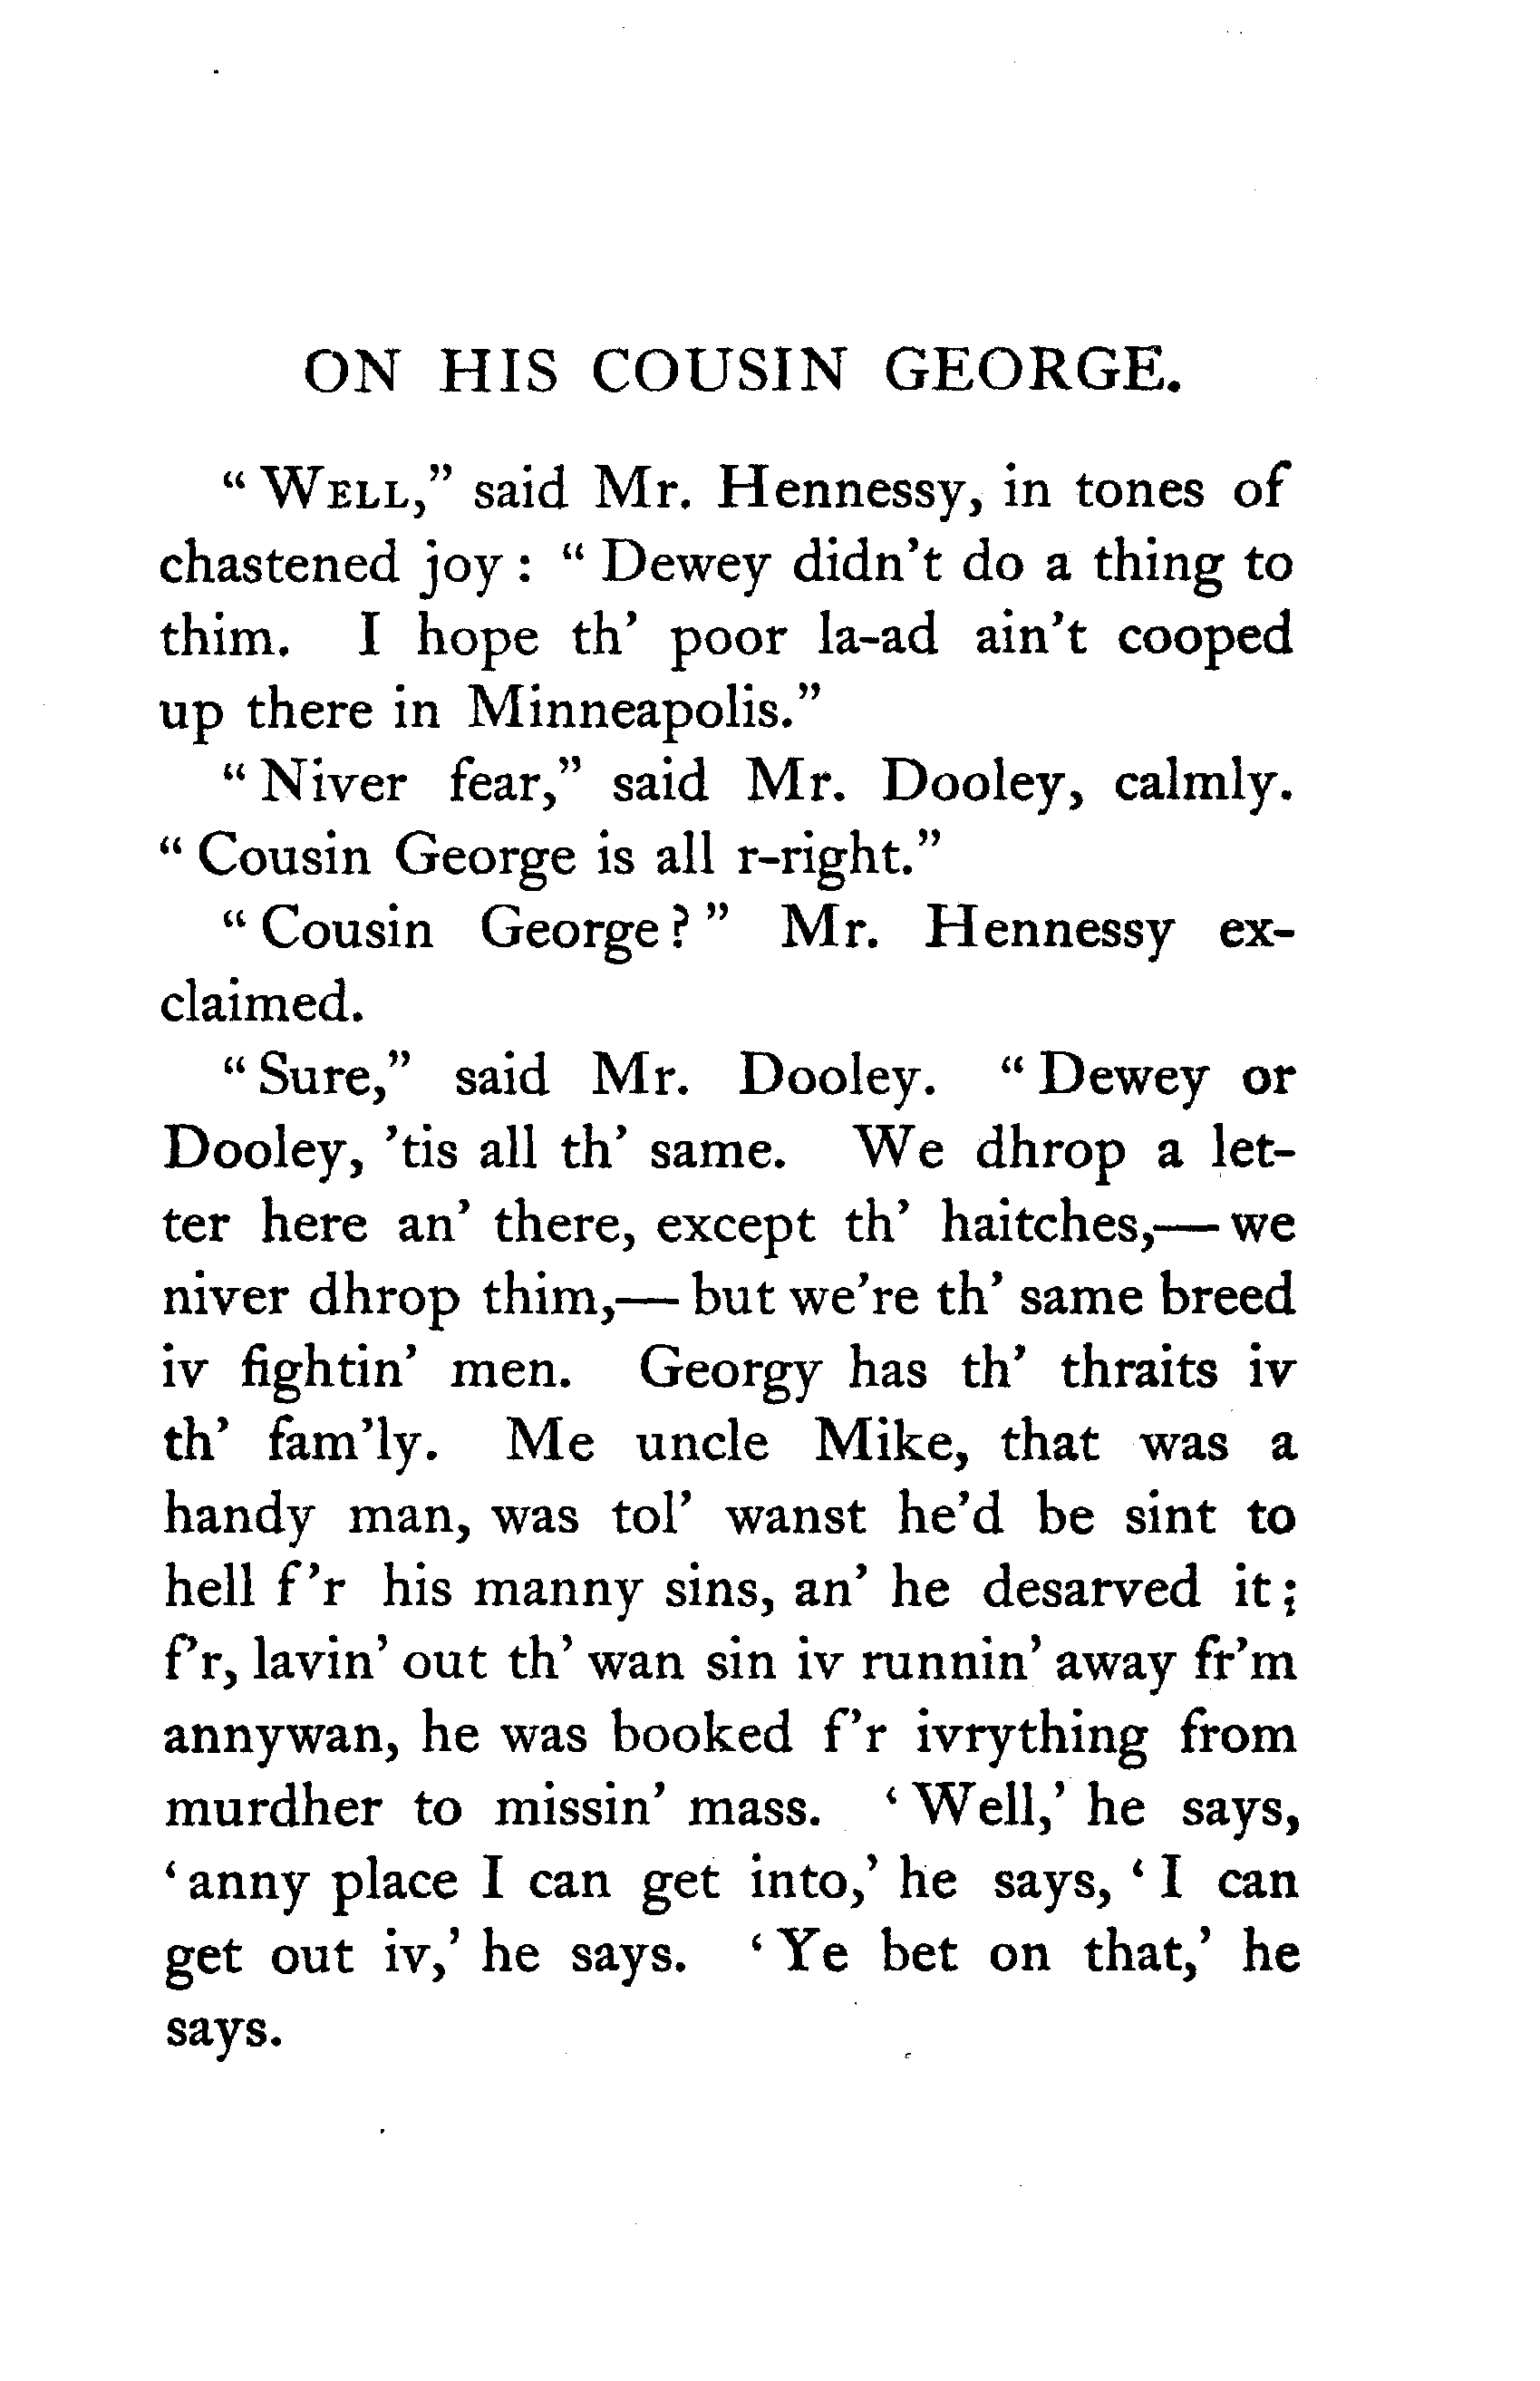 ON HIS COUSIN GEORGE.
“ WELL,” said Mr. Hennessy, in tones of
chastened joy : “ Dewey didn’t do a thing to
thim. I hope th’ poor la-ad ain’t cooped
up there in Minneapolis.”
“ Niver fear,” said Mr. Dooley, calmly.
“ Cousin George is all r-right.”
“ Cousin George ? ” Mr. Hennessy ex-
claimed.
“ Sure,” said Mr. Dooley. “ Dewey or
Dooley, ’tis all th’ same. We dhrop a let-
ter here an’ there, except th’ haitches,— we
niver dhrop thim,— but we’re th’ same breed
iv fightin’ men. Georgy has th’ thraits iv
th’ fam’ly. Me uncle Mike, that was a
handy man, was tol’ wanst he’d be sint to
hell f’r his manny sins, an’ he desarved it ;
f’r, lavin’ out th’ wan sin iv runnin’ away fr’m
annywan, he was booked f’r ivrything from
murdher to missin’ mass. ‘ Well,’ he says,
‘ anny place I can get into,’ he says, ‘ I can
get out iv,’ he says. ‘ Ye bet on that,’ he
says.